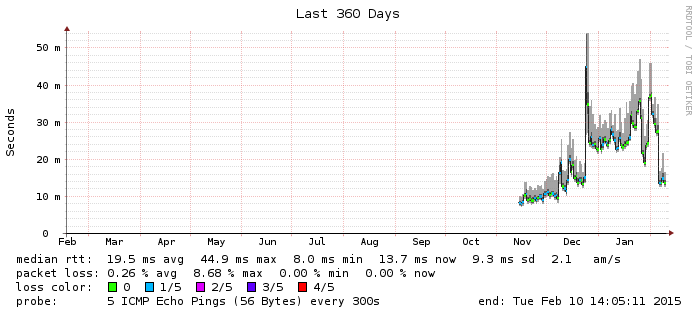 Last 360 Days
RRDTOOL / TOBI OETIKER
Seconds
50 m
40 m
30 m
20 m
10 m
0
Feb Mar Apr May Jun Jul Aug Sep Oct Nov Dec Jan
median rtt: 19.5 ms avg 44.9 ms max 8.0 ms min 13.7 ms now 9.3 ms sd 2.1 am/s
packet loss: 0.26 % avg 8.68 % max 0.00 % min 0.00 % now
loss color: 0 1/5 2/5 3/5 4/5
probe: 5 ICMP Echo Pings (56 Bytes) every 300s end: Tue Feb 10 14:05:11 2015